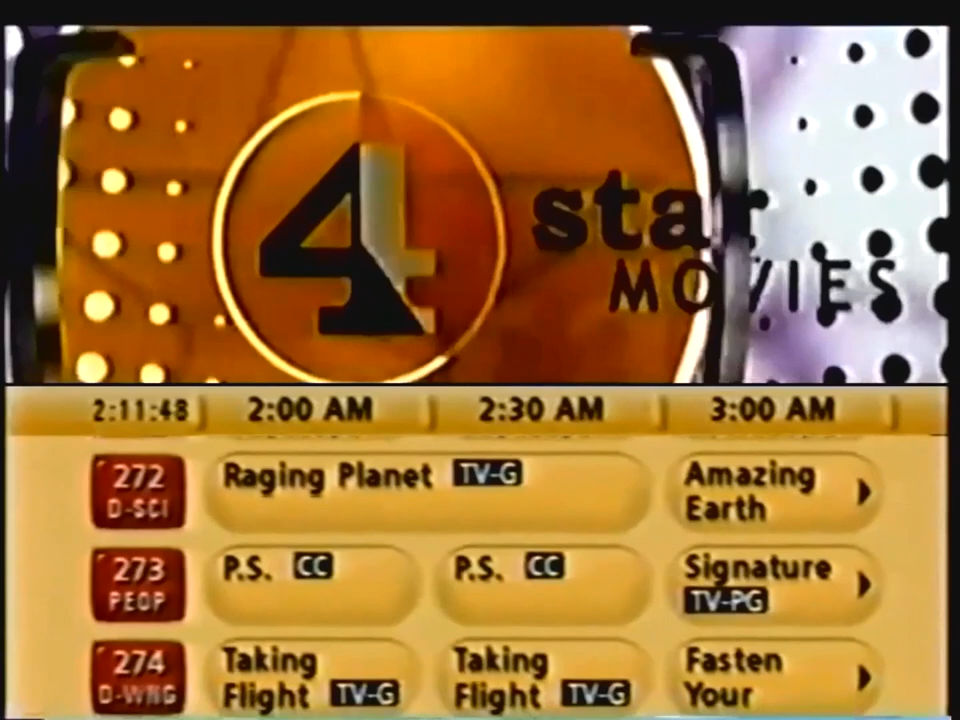 4
star
MOVIES
2:11:48 2:00 AM 2:30 AM 3:00 AM
272
D-SCI
Raging Planet TV-G
Amazing
Earth
273
PEOP
P.S. CC
P.S. CC
Signature
TV-PG
274
D-WNG
Taking
Flight TV-G
Taking
Flight TV-G
Fasten
Your